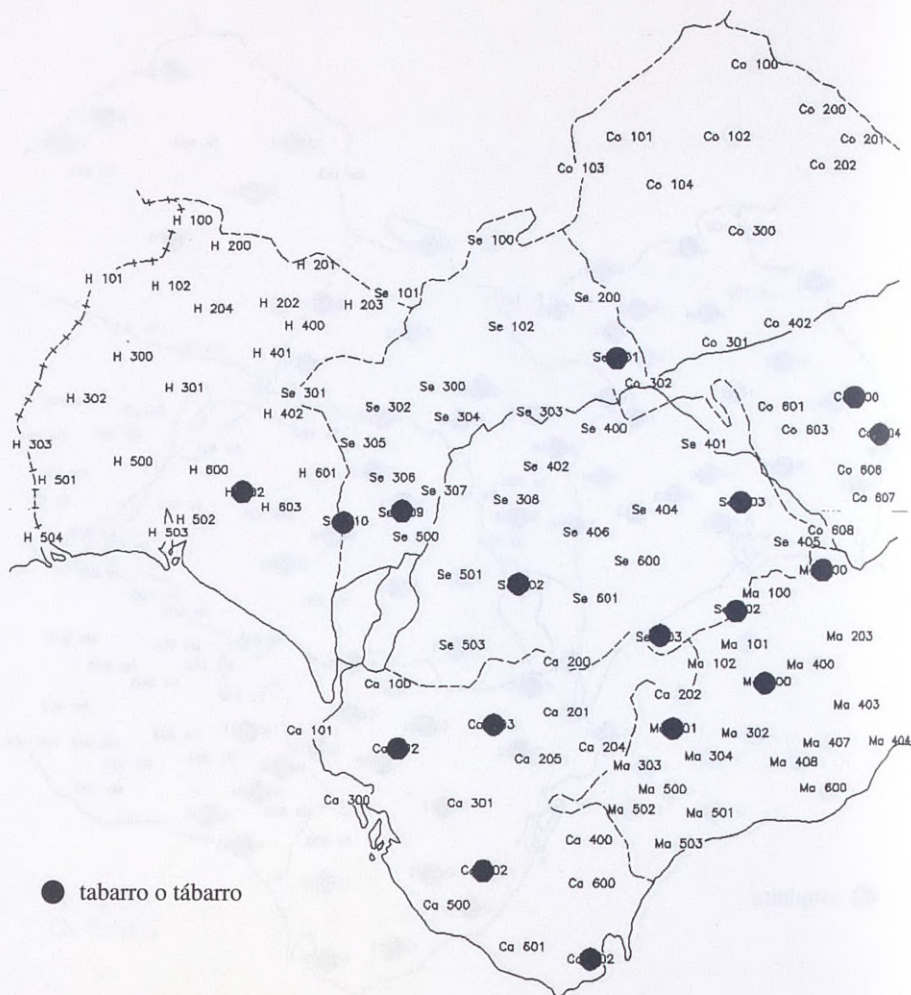 Co 100
Co 200
Co 101
Co 102
Co 201
Co 103
Co 202
Co 104
H 100
Co 300
H 200
Se 100
H 201
H 101
H 102
Se 101
Se 200
H 204
H 202
H 203
H 400
Se 102
Co 402
Co 301
H 300
H 401
H 301
Se 300
Co 302
H 302
Se 301
Se 302
Se 304
Se 303
Co 601
H 402
Se 400
Co 603
H 303
Se 305
Se 401
H 500
H 600
H 601
Se 306
Se 402
Co 606
H 501
Se 307
Se 308
Co 607
H 603
Se 404
H 502
H 503
H 504
Se 500
Se 406
Co 608
Se 405
Se 600
Se 501
Ma 100
Se 601
Ma 203
Se 503
Ma 101
Ca 200
Ma 102
Ma 400
Ca 100
Ca 202
Ma 403
Ca 201
Ca 101
Ma 302
Ca 204
Ma 407
Ma 404
Ca 205
Ma 304
Ma 303
Ma 408
Ca 300
Ca 301
Ma 500
Ma 600
Ma 502
Ma 501
Ca 400
Ma 503
Ca 600
tabarro o tábarro
Ca 500
Ca 601